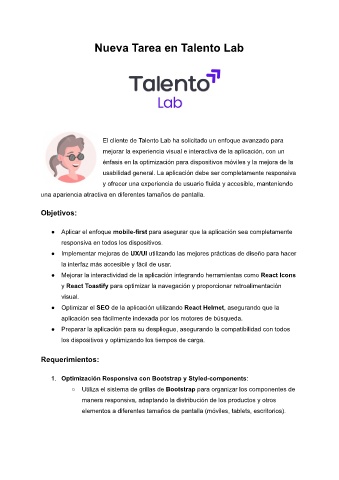 Nueva Tarea en Talento Lab
Talento
Lab
El cliente de Talento Lab ha solicitado un enfoque avanzado para
mejorar la experiencia visual e interactiva de la aplicación, con un
énfasis en la optimización para dispositivos móviles y la mejora de la
usabilidad general. La aplicación debe ser completamente responsiva
y ofrecer una experiencia de usuario fluida y accesible, manteniendo
una apariencia atractiva en diferentes tamaños de pantalla.
Objetivos:
● Aplicar el enfoque mobile-first para asegurar que la aplicación sea completamente
responsiva en todos los dispositivos.
● Implementar mejoras de UX/UI utilizando las mejores prácticas de diseño para hacer
la interfaz más accesible y fácil de usar.
● Mejorar la interactividad de la aplicación integrando herramientas como React Icons
y React Toastify para optimizar la navegación y proporcionar retroalimentación
visual.
● Optimizar el SEO de la aplicación utilizando React Helmet, asegurando que la
aplicación sea fácilmente indexada por los motores de búsqueda.
● Preparar la aplicación para su despliegue, asegurando la compatibilidad con todos
los dispositivos y optimizando los tiempos de carga.
Requerimientos:
1. Optimización Responsiva con Bootstrap y Styled-components:
○ Utiliza el sistema de grillas de Bootstrap para organizar los componentes de
manera responsiva, adaptando la distribución de los productos y otros
elementos a diferentes tamaños de pantalla (móviles, tablets, escritorios).